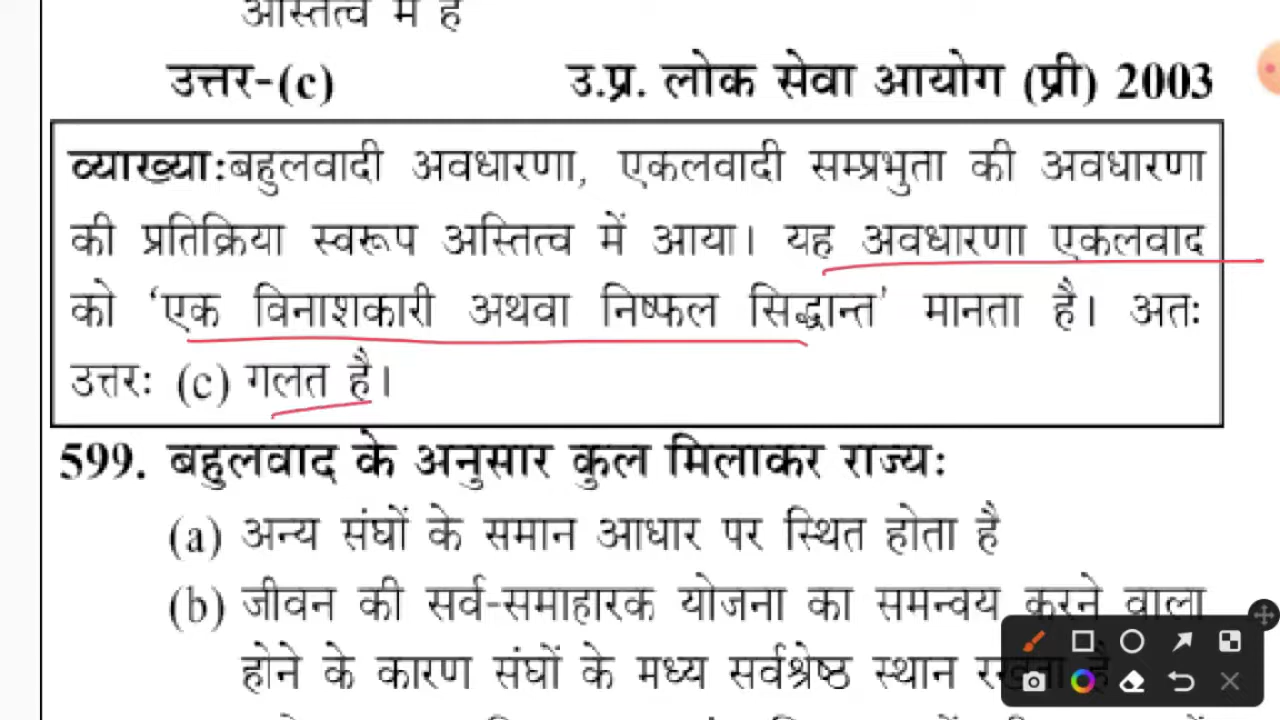 अस्तित्व में है
उत्तर-(c) उ.प्र. लोक सेवा आयोग (प्री) 2003
व्याख्याः बहुलवादी अवधारणा, एकलवादी सम्प्रभुता की अवधारणा
की प्रतिक्रिया स्वरूप अस्तित्व में आया। यह अवधारणा एकलवाद
को ‘एक विनाशकारी अथवा निष्फल सिद्धान्त’ मानता है। अतः
उत्तरः (c) गलत है।
599. बहुलवाद के अनुसार कुल मिलाकर राज्यः
(a) अन्य संघों के समान आधार पर स्थित होता है
(b) जीवन की सर्व-समाहारक योजना का समन्वय करने वाला
होने के कारण संघों के मध्य सर्वश्रेष्ठ स्थान रखता है